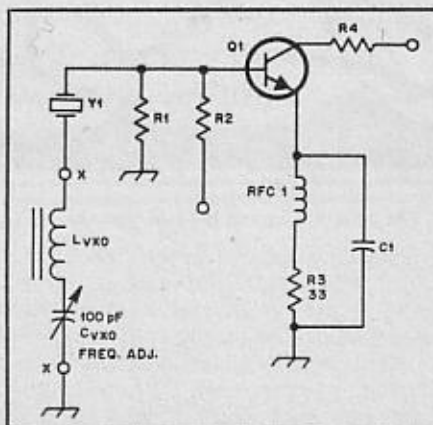 Q1
R4
Y1
R1
R2
X
RFC 1
C1
LVXO
R3
33
100 pF
CVXO
FREQ. ADJ.
X